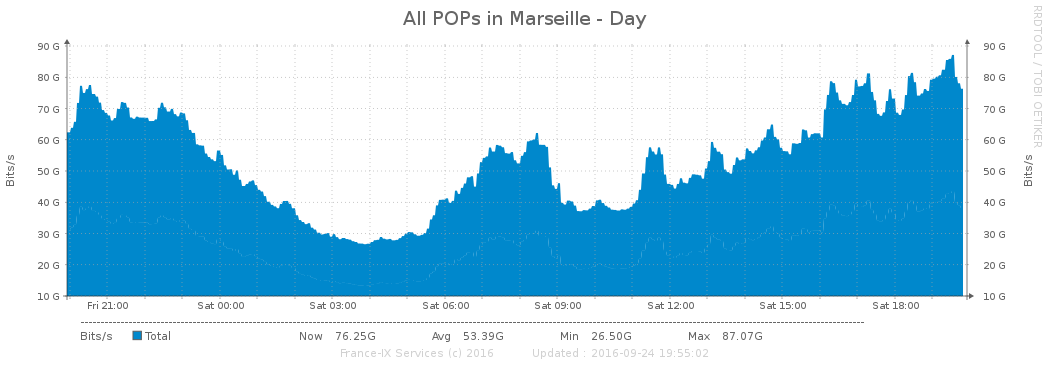 All POPs in Marseille - Day
RRDTOOL / TOBI OETIKER
90 G 90 G
80 G 80 G
70 G 70 G
60 G 60 G
50 G 50 G
40 G 40 G
30 G 30 G
20 G 20 G
10 G 10 G
Bits/s
Bits/s
Fri 21:00 Sat 00:00 Sat 03:00 Sat 06:00 Sat 09:00 Sat 12:00 Sat 15:00 Sat 18:00
Bits/s Total Now 76.25G Avg 53.39G Min 26.50G Max 87.07G
France-IX Services (c) 2016 Updated : 2016-09-24 19:55:02